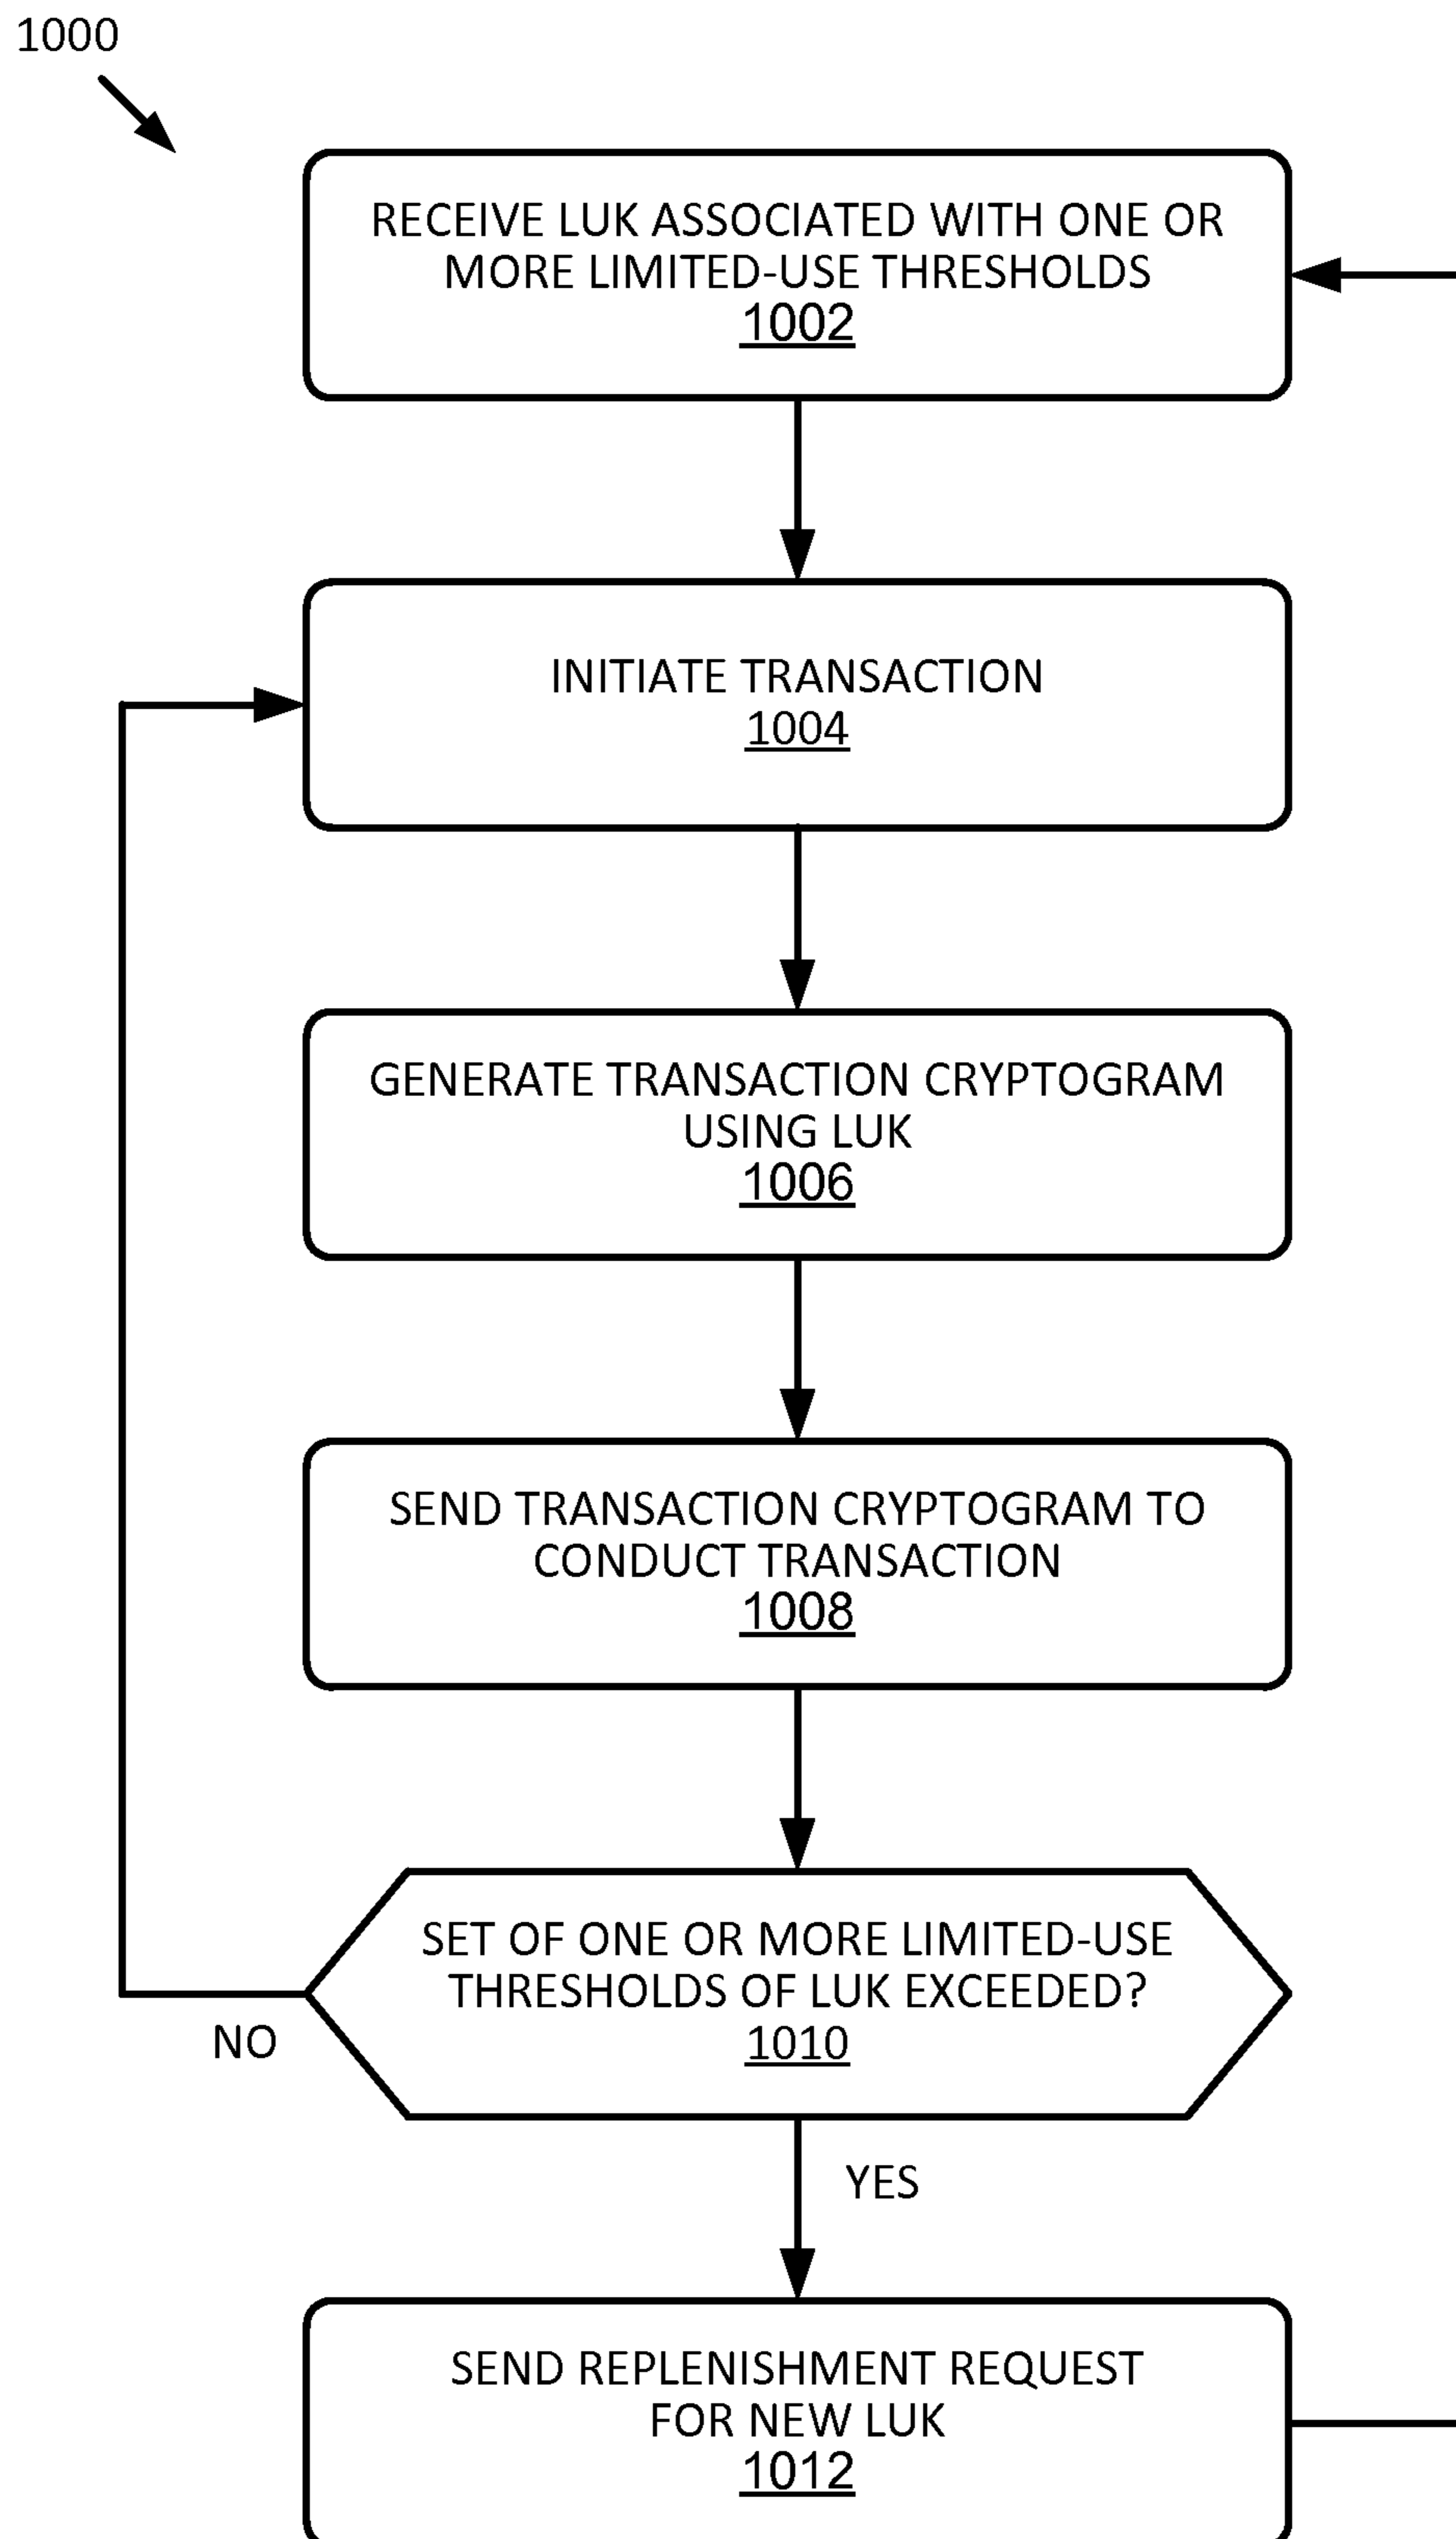 1000
RECEIVE LUK ASSOCIATED WITH ONE OR
MORE LIMITED-USE THRESHOLDS
1002
INITIATE TRANSACTION
1004
GENERATE TRANSACTION CRYPTOGRAM
USING LUK
1006
SEND TRANSACTION CRYPTOGRAM TO
CONDUCT TRANSACTION
1008
SET OF ONE OR MORE LIMITED-USE
THRESHOLDS OF LUK EXCEEDED?
1010
NO
YES
SEND REPLENISHMENT REQUEST
FOR NEW LUK
1012